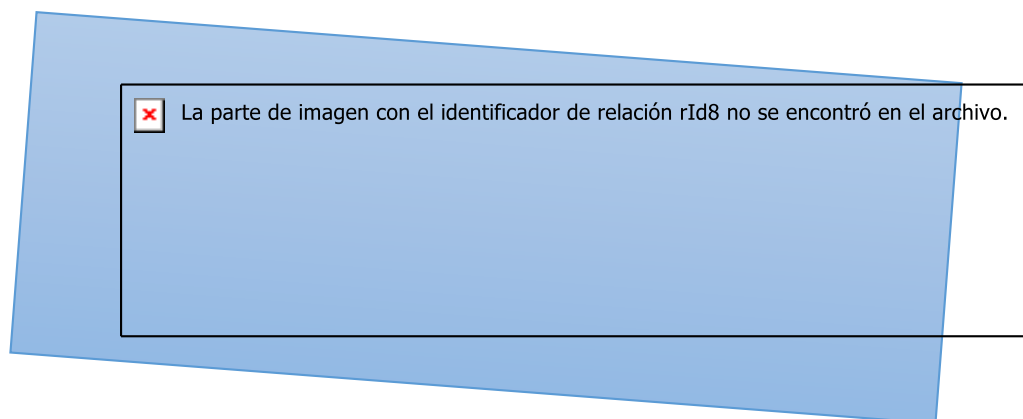 La parte de imagen con el identificador de relación rId8 no se encontró en el archivo.